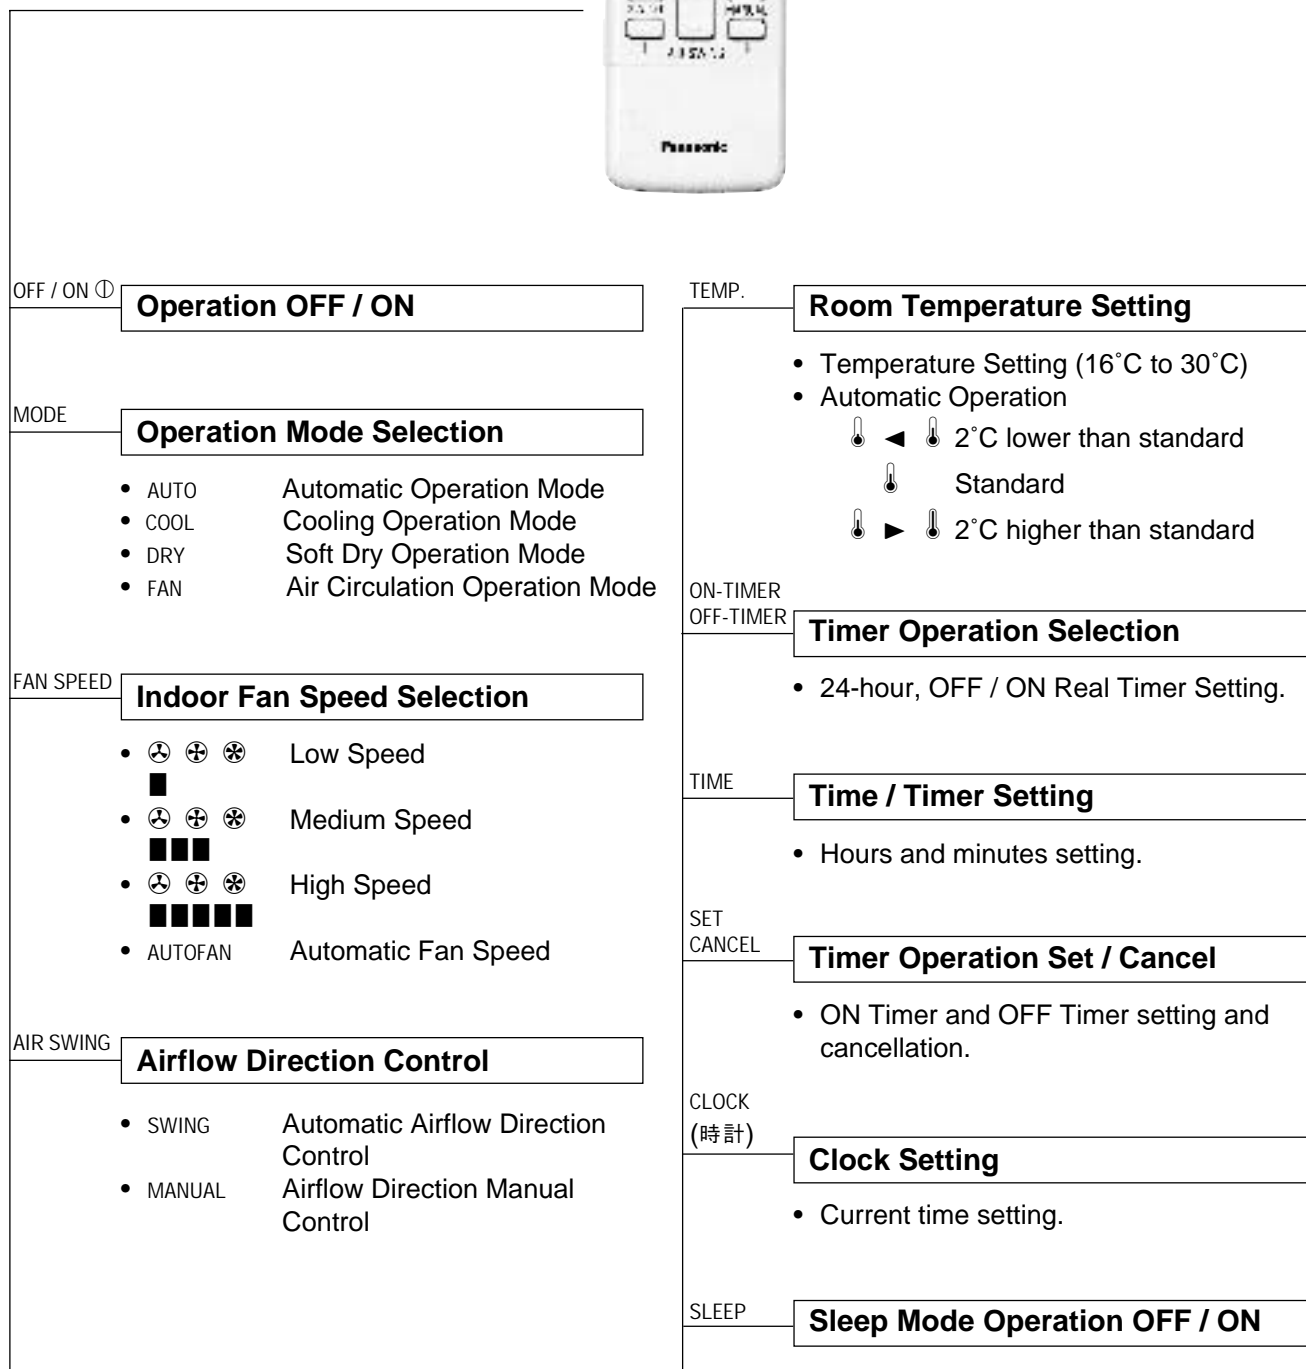 MANUAL
AIR SWING
Panasonic
OFF / ON
Operation OFF / ON
MODE
Operation Mode Selection
• AUTO Automatic Operation Mode
• COOL Cooling Operation Mode
• DRY Soft Dry Operation Mode
• FAN Air Circulation Operation Mode
FAN SPEED
Indoor Fan Speed Selection
• Low Speed
• Medium Speed
• High Speed
• AUTOFAN Automatic Fan Speed
AIR SWING
Airflow Direction Control
• SWING Automatic Airflow Direction
Control
• MANUAL Airflow Direction Manual
Control
TEMP.
Room Temperature Setting
• Temperature Setting (16˚C to 30˚C)
• Automatic Operation
◄ 2˚C lower than standard
Standard
► 2˚C higher than standard
ON-TIMER
OFF-TIMER
Timer Operation Selection
• 24-hour, OFF / ON Real Timer Setting.
TIME
Time / Timer Setting
• Hours and minutes setting.
SET
CANCEL
Timer Operation Set / Cancel
• ON Timer and OFF Timer setting and
cancellation.
CLOCK
(時計)
Clock Setting
• Current time setting.
SLEEP
Sleep Mode Operation OFF / ON